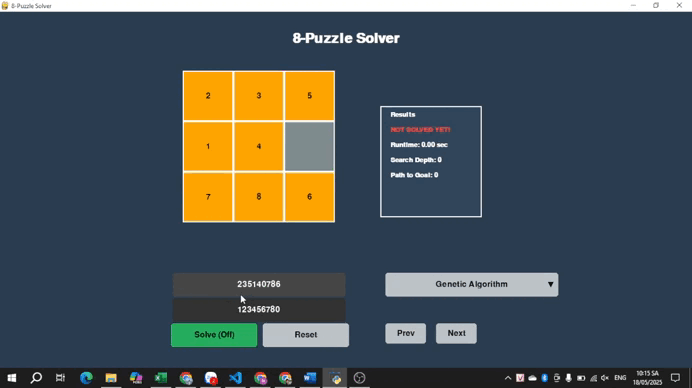 8-Puzzle Solver
8-Puzzle Solver
2 3 5
1 4
7 8 6
Results
NOT SOLVED YET!
Runtime: 0.00 sec
Search Depth: 0
Path to Goal: 0
235140786
Genetic Algorithm ▼
123456780
Solve (Off) Reset Prev Next
ENG
10:15 SA
18/05/2025